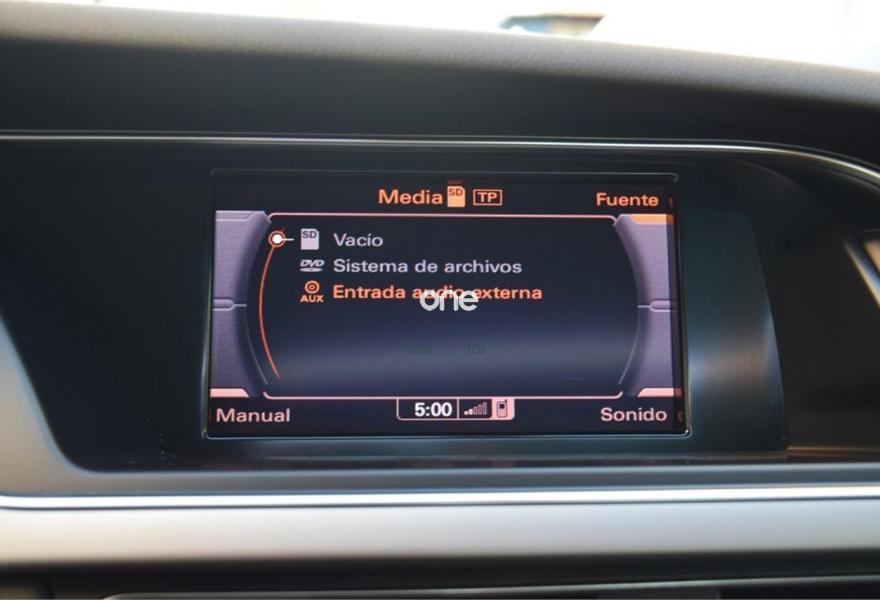 Media SD TP
Fuente
SD Vacío
DVD Sistema de archivos
AUX Entrada audio externa
one
100
Manual
5:00
Sonido